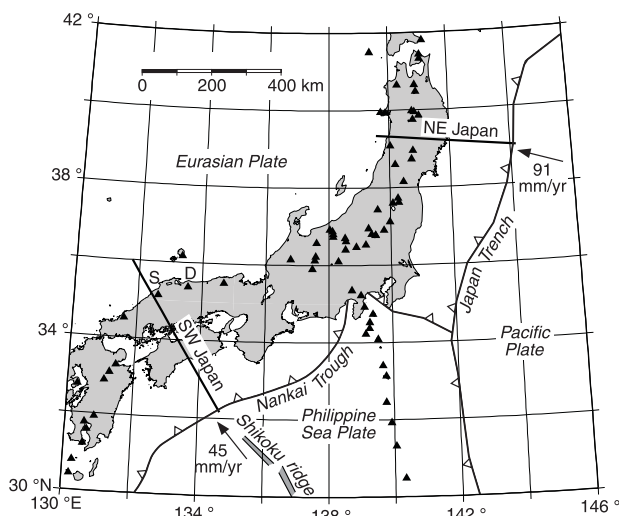 42 °
0 200 400 km
NE Japan
Eurasian Plate
91
mm/yr
38 °
Japan Trench
S D
SW Japan
34 °
Pacific
Plate
Nankai Trough
Philippine
Sea Plate
Shikoku ridge
45
mm/yr
30 °N
130 °E 134 ° 138 ° 142 ° 146 °